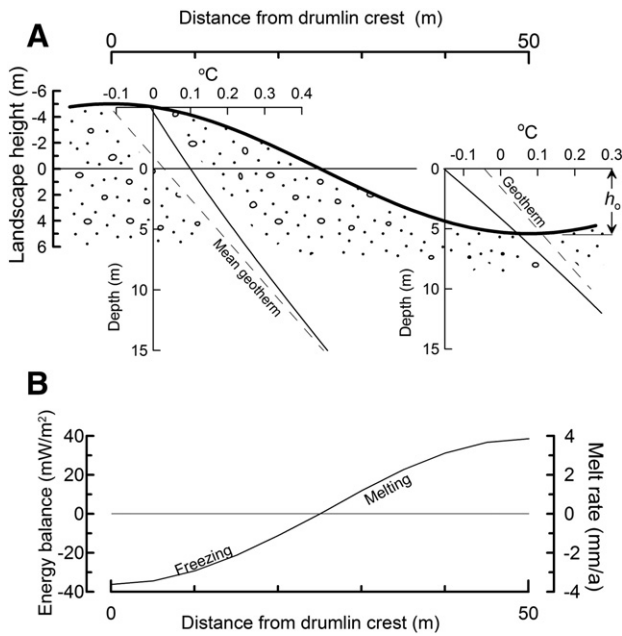 Distance from drumlin crest (m)
A
0
50
°C
-0.1 0 0.1 0.2 0.3 0.4
Landscape height (m)
-6
-4
-2
0
2
4
6
0
5
10
15
Depth (m)
Mean geotherm
°C
-0.1 0 0.1 0.2 0.3
Geotherm
0
5
10
15
Depth (m)
ho
B
Energy balance (mW/m²)
40
20
0
-20
-40
Freezing
Melting
4
2
0
-2
-4
Melt rate (mm/a)
0
50
Distance from drumlin crest (m)